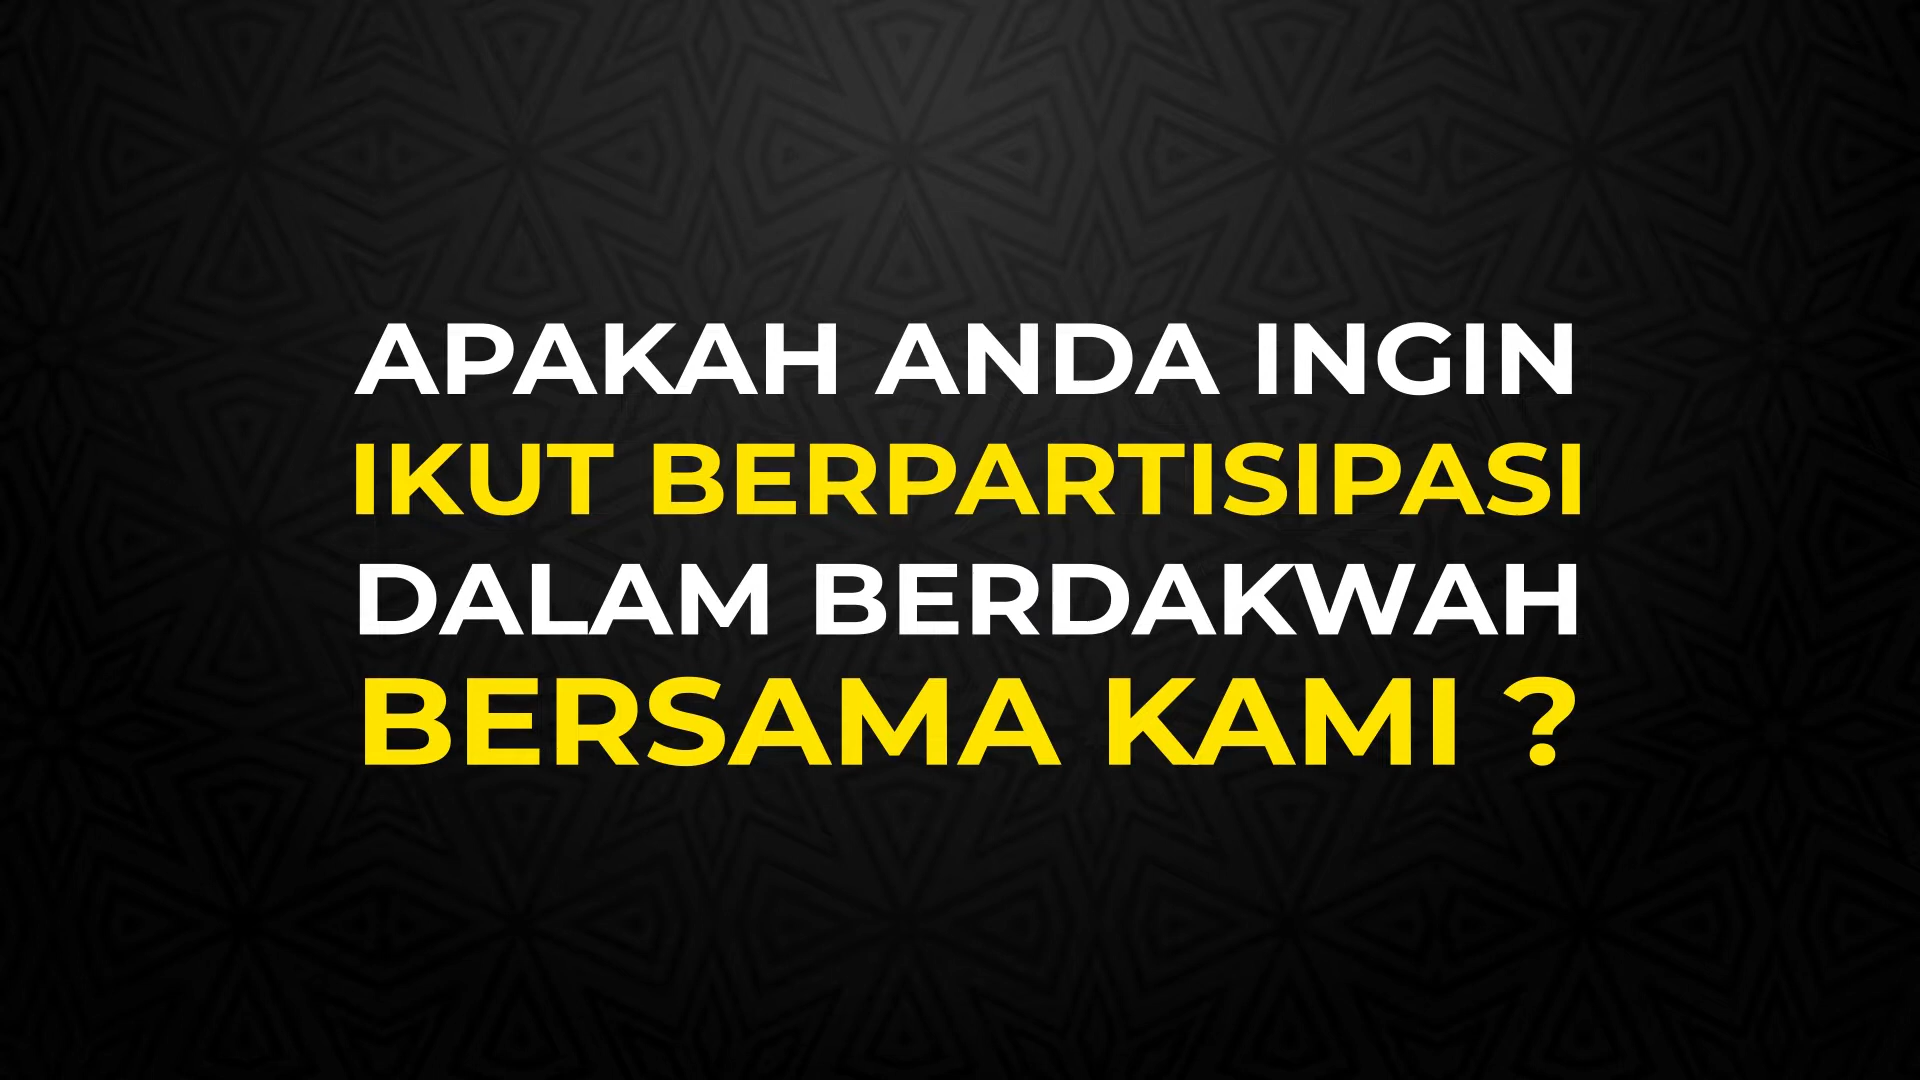 APAKAH ANDA INGIN
IKUT BERPARTISIPASI
DALAM BERDAKWAH
BERSAMA KAMI ?